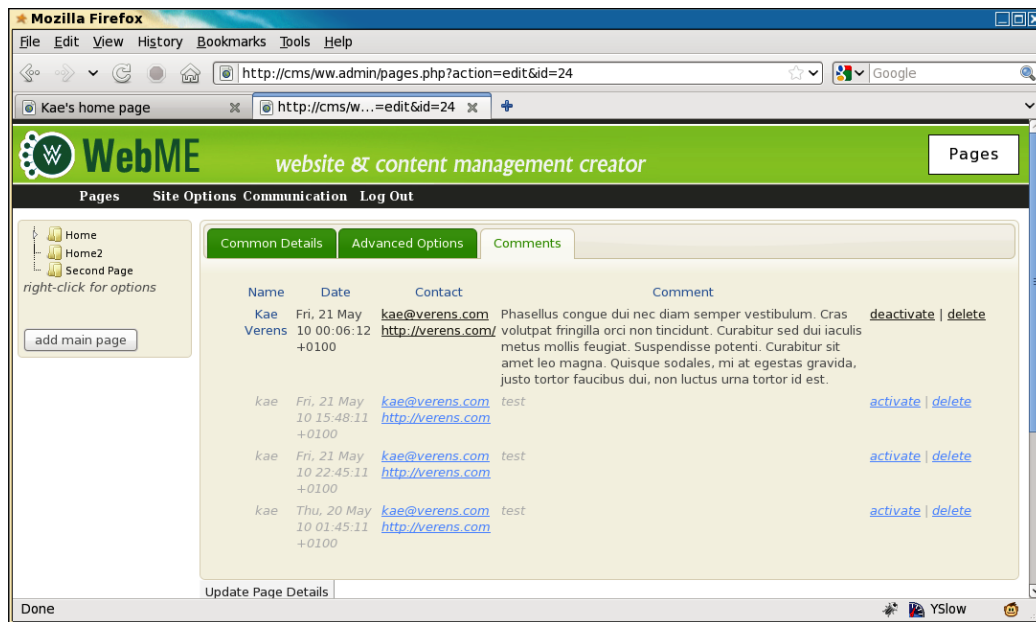 Mozilla Firefox
File Edit View History Bookmarks Tools Help
http://cms/ww.admin/pages.php?action=edit&id=24
Google
Kae's home page
http://cms/w...=edit&id=24
WebME
website & content management creator
Pages
Pages Site Options Communication Log Out
Home
Home2
Second Page
right-click for options
add main page
Common Details
Advanced Options
Comments
Name Date Contact Comment
Kae Fri, 21 May kae@verens.com Phasellus congue dui nec diam semper vestibulum. Cras deactivate | delete
Verens 10 00:06:12 http://verens.com/ volutpat fringilla orci non tincidunt. Curabitur sed dui iaculis
+0100 metus mollis feugiat. Suspendisse potenti. Curabitur sit
amet leo magna. Quisque sodales, mi at egestas gravida,
justo tortor faucibus dui, non luctus urna tortor id est.
kae Fri, 21 May kae@verens.com test activate | delete
10 15:48:11 http://verens.com
+0100
kae Fri, 21 May kae@verens.com test activate | delete
10 22:45:11 http://verens.com
+0100
kae Thu, 20 May kae@verens.com test activate | delete
10 01:45:11 http://verens.com
+0100
Update Page Details
Done
YSlow